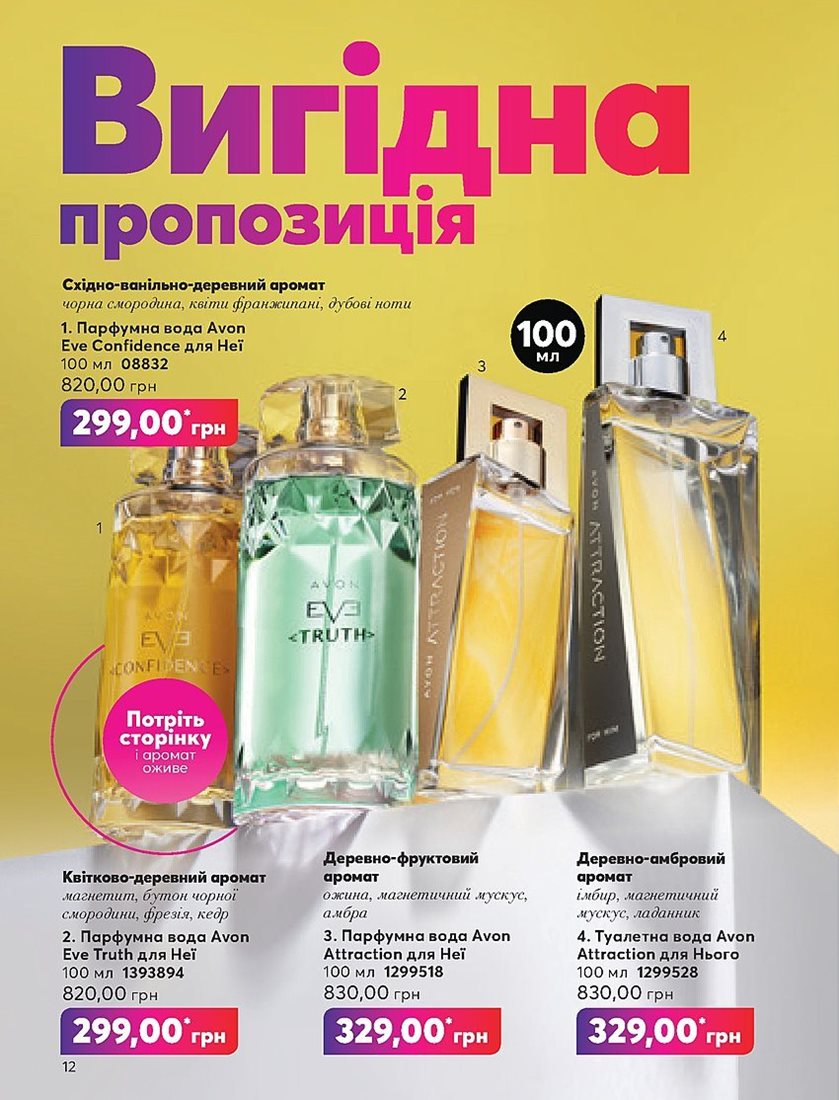 Вигідна
пропозиція
Східно-ванільно-деревний аромат
чорна смородина, квіти франжипані, дубові ноти
1. Парфумна вода Avon
Eve Confidence для Неї
100 мл 08832
820,00 грн
299,00* грн
100
мл
1
2
3
4
AVON
EVE
<CONFIDENCE>
AVON
EVE
<TRUTH>
FOR HER
AVON ATTRACTION
AVON ATTRACTION
FOR HIM
Потріть
сторінку
і аромат
оживе
Квітково-деревний аромат
магнетит, бутон чорної
смородини, фрезія, кедр
2. Парфумна вода Avon
Eve Truth для Неї
100 мл 1393894
820,00 грн
299,00* грн
Деревно-фруктовий
аромат
ожина, магнетичний мускус,
амбра
3. Парфумна вода Avon
Attraction для Неї
100 мл 1299518
830,00 грн
329,00* грн
Деревно-амбровий
аромат
імбир, магнетичний
мускус, ладанник
4. Туалетна вода Avon
Attraction для Нього
100 мл 1299528
830,00 грн
329,00* грн
12